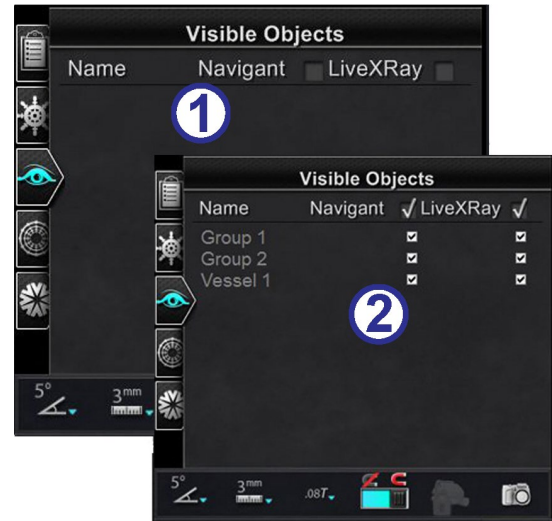 Visible Objects
Name Navigant LiveXRay
1
5°
3mm
Visible Objects
Name Navigant LiveXRay
Group 1
Group 2
Vessel 1
2
5°
3mm
.08T